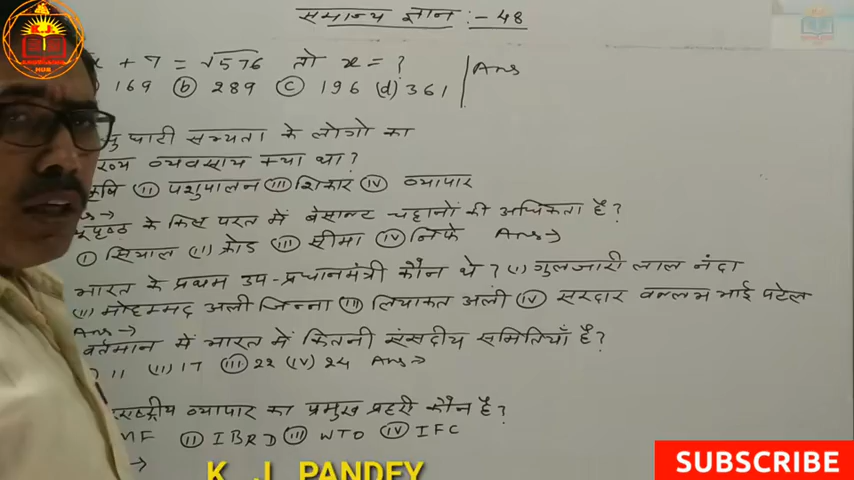 समान्य ज्ञान :- 48
x + 7 = √576 तो x = ? Ans
169 (b) 289 (c) 196 (d) 361
घाटी सभ्यता के लोगो का
व्यवसाय क्या था?
कृषि (II) पशुपालन (III) शिकार (IV) व्यापार
भूपृष्ठ के किस परत में बेसाल्ट चट्टानों की अधिकता है?
(I) सियाल (II) क्रोड (III) सीमा (IV) निफे Ans→
भारत के प्रथम उप-प्रधानमंत्री कौन थे? (I) गुलजारी लाल नंदा
(II) मोहम्मद अली जिन्ना (III) लियाकत अली (IV) सरदार वल्लभ भाई पटेल
Ans→
वर्तमान में भारत में कितनी संसदीय समितियाँ हैं?
11 (II) 17 (III) 22 (IV) 24 Ans→
व्यापार का प्रमुख प्रहरी कौन है?
MF (II) IBRD (III) WTO (IV) IFC
K. J. PANDEY
SUBSCRIBE